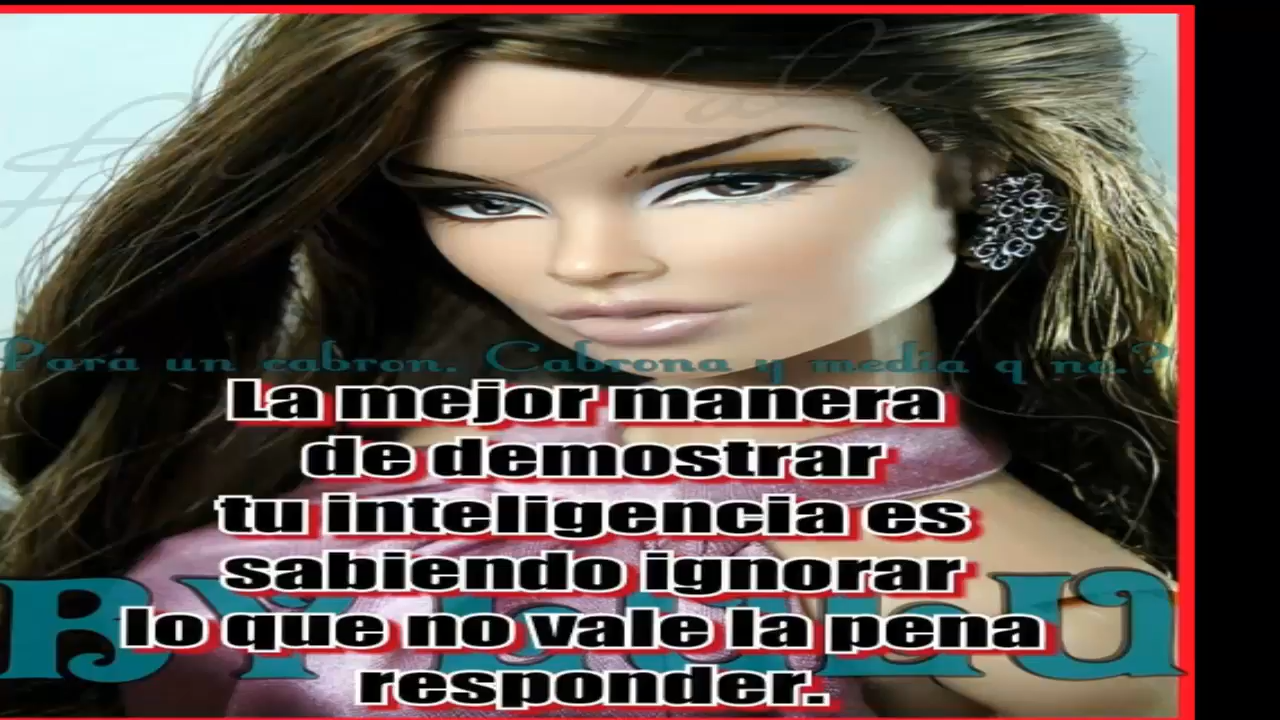 Para un cabron. Cabrona y media q no.?
La mejor manera
de demostrar
tu inteligencia es
sabiendo ignorar
lo que no vale la pena
responder.
BY